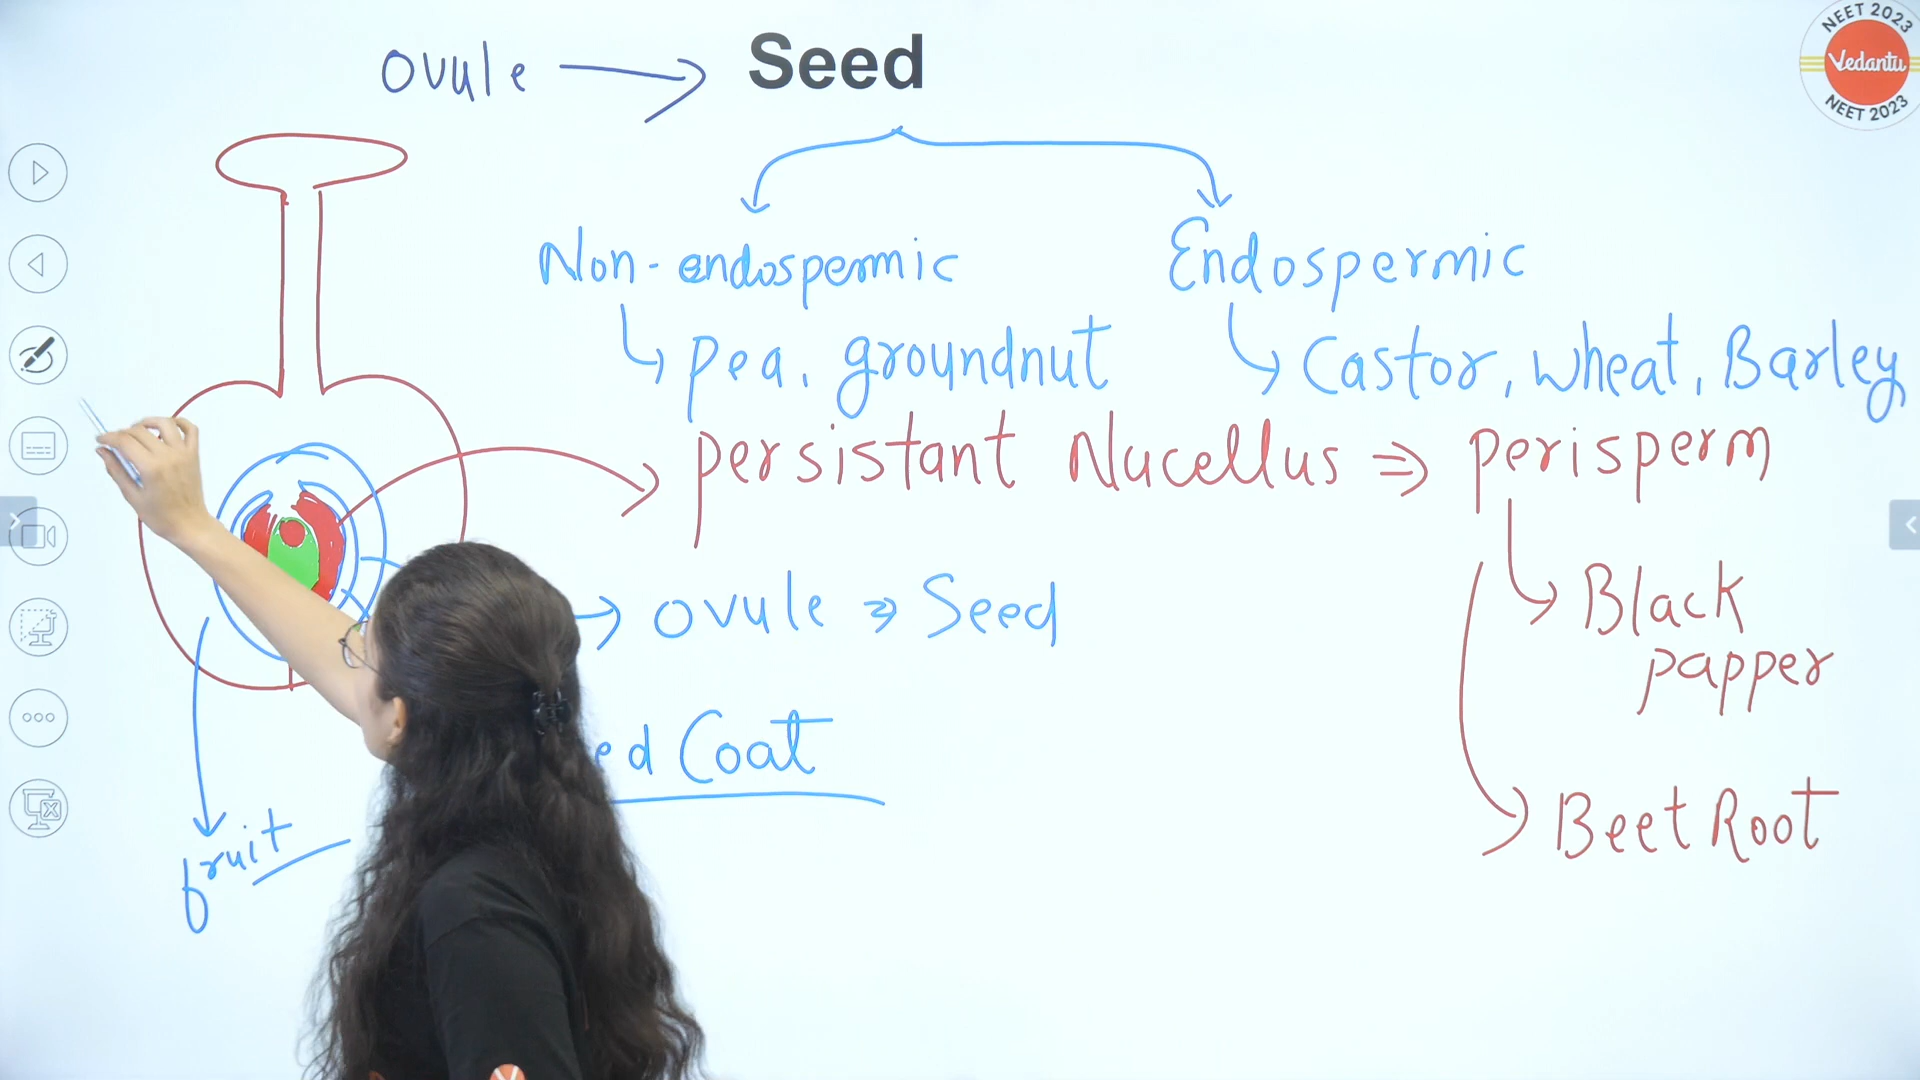 NEET 2023
Vedantu
NEET 2023
Ovule → Seed
Non-endospermic
Endospermic
Pea, groundnut
Castor, wheat, Barley
persistant Nucellus ⇒ perisperm
Black
papper
Ovule ⇒ Seed
ed Coat
Beet Root
fruit